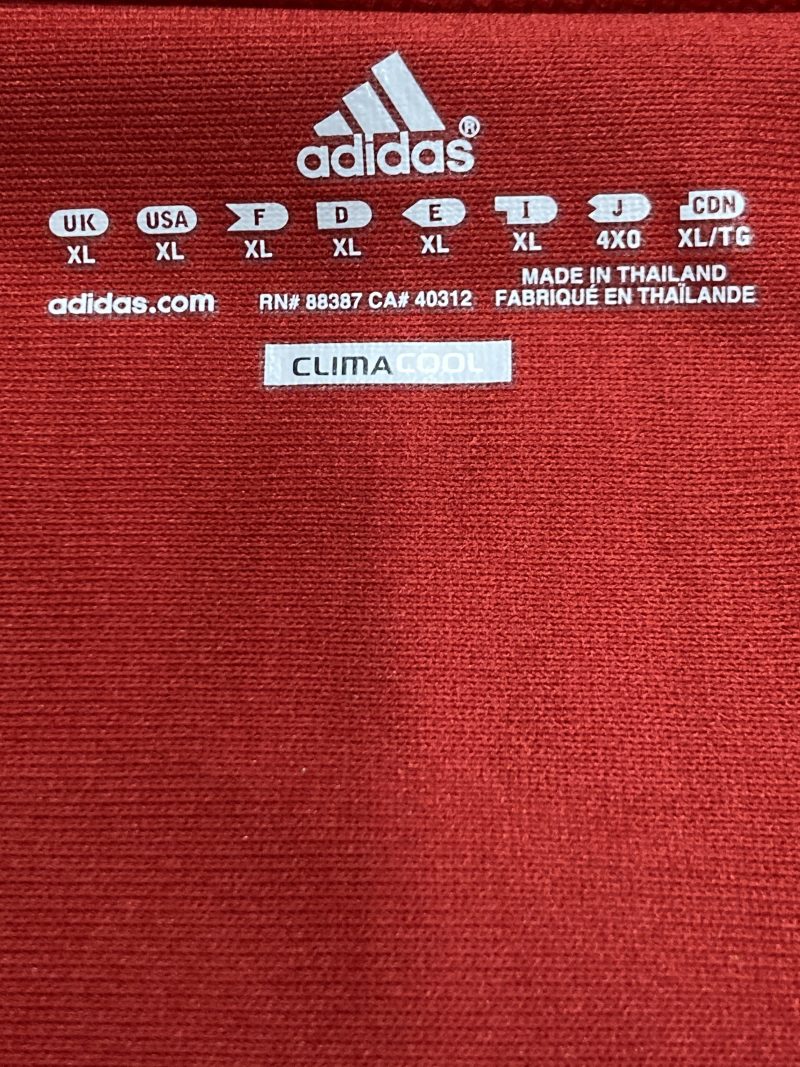 adidas®
UK USA F D E I J CDN
XL XL XL XL XL XL 4XO XL/TG
adidas.com RN# 88387 CA# 40312 MADE IN THAILAND
FABRIQUÉ EN THAÏLANDE
CLIMACOOL